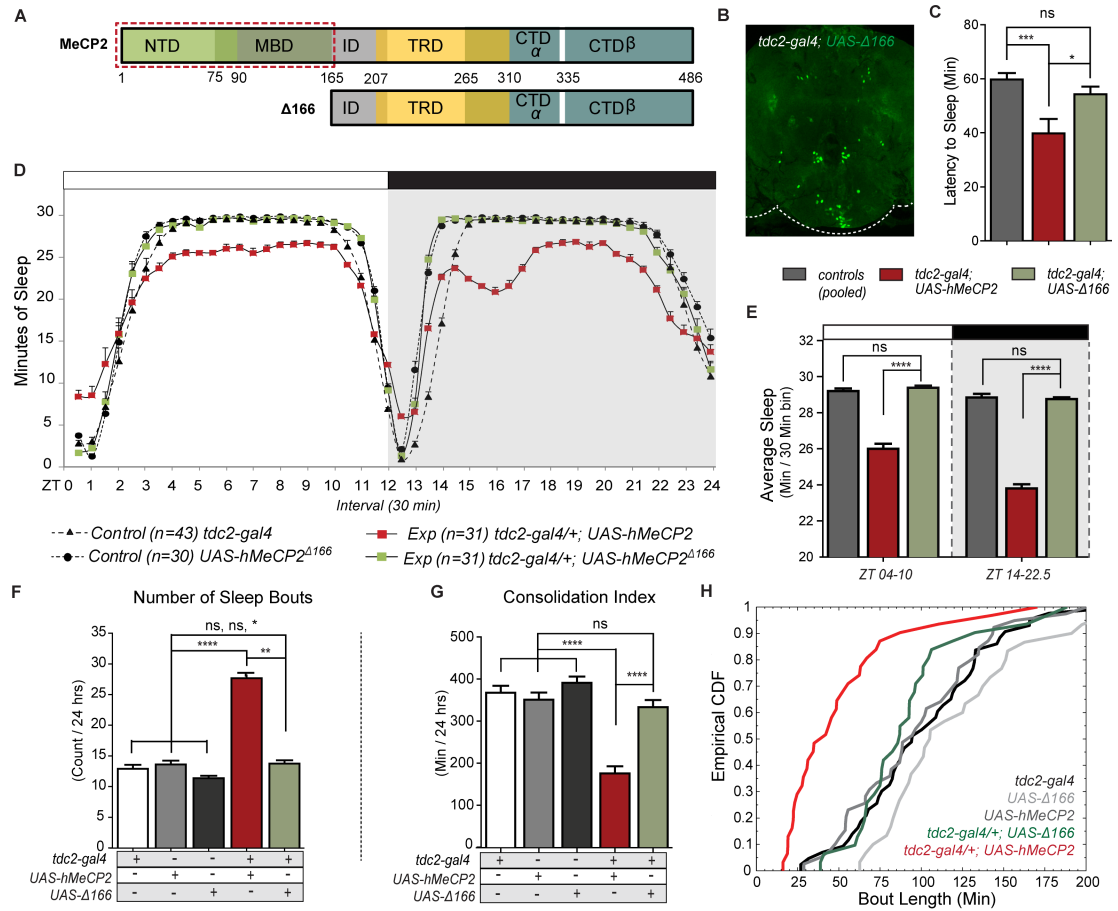 A
MeCP2
NTD
MBD
ID
TRD
CTD
α
CTDβ
1
75
90
165
207
265
310
335
486
Δ166
ID
TRD
CTD
α
CTDβ
B
tdc2-gal4; UAS-Δ166
C
ns
***
*
Latency to Sleep (Min)
80
60
40
20
0
controls
(pooled)
tdc2-gal4;
UAS-hMeCP2
tdc2-gal4;
UAS-Δ166
D
Minutes of Sleep
30
25
20
15
10
5
0
ZT 0 1 2 3 4 5 6 7 8 9 10 11 12 13 14 15 16 17 18 19 20 21 22 23 24
Interval (30 min)
Control (n=43) tdc2-gal4
Control (n=30) UAS-hMeCP2Δ166
Exp (n=31) tdc2-gal4/+; UAS-hMeCP2
Exp (n=31) tdc2-gal4/+; UAS-hMeCP2Δ166
E
Average Sleep
(Min / 30 Min bin)
32
30
28
26
24
22
20
ns
****
ns
****
ZT 04-10
ZT 14-22.5
F
Number of Sleep Bouts
(Count / 24 hrs)
35
30
24
20
15
10
5
0
ns, ns, *
****
**
tdc2-gal4 + - - + +
UAS-hMeCP2 - + - + -
UAS-Δ166 - - + - +
G
Consolidation Index
(Min / 24 hrs)
500
400
300
200
100
0
ns
****
****
tdc2-gal4 + - - + +
UAS-hMeCP2 - + - + -
UAS-Δ166 - - + - +
H
Empirical CDF
1
0.9
0.8
0.7
0.6
0.5
0.4
0.3
0.2
0.1
0
tdc2-gal4
UAS-Δ166
UAS-hMeCP2
tdc2-gal4/+; UAS-Δ166
tdc2-gal4/+; UAS-hMeCP2
0 25 50 75 100 125 150 175 200
Bout Length (Min)